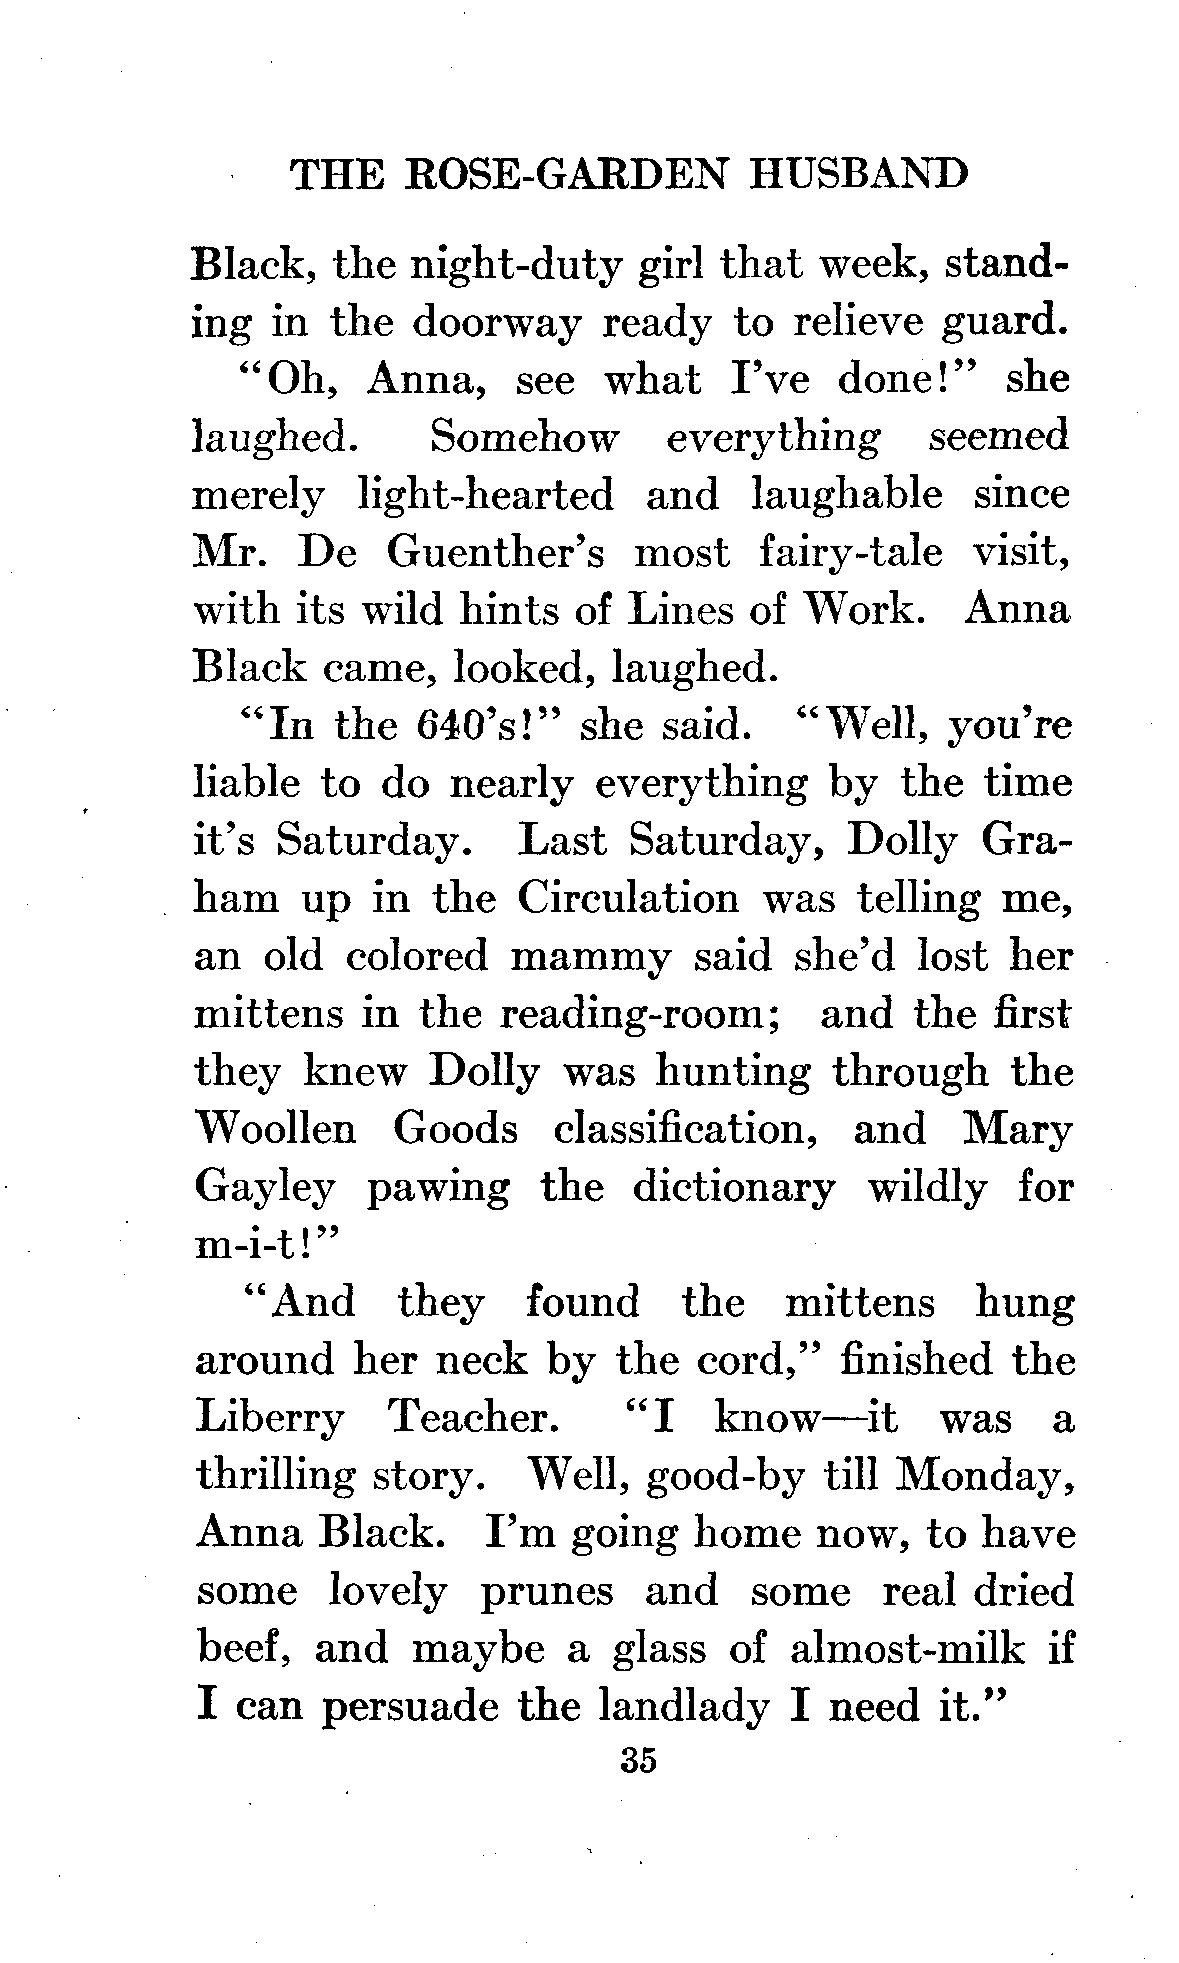 THE ROSE-GARDEN HUSBAND
Black, the night-duty girl that week, stand-
ing in the doorway ready to relieve guard.
“Oh, Anna, see what I’ve done!” she
laughed. Somehow everything seemed
merely light-hearted and laughable since
Mr. De Guenther’s most fairy-tale visit,
with its wild hints of Lines of Work. Anna
Black came, looked, laughed.
“In the 640’s!” she said. “Well, you’re
liable to do nearly everything by the time
it’s Saturday. Last Saturday, Dolly Gra-
ham up in the Circulation was telling me,
an old colored mammy said she’d lost her
mittens in the reading-room; and the first
they knew Dolly was hunting through the
Woollen Goods classification, and Mary
Gayley pawing the dictionary wildly for
m-i-t!”
“And they found the mittens hung
around her neck by the cord,” finished the
Liberry Teacher. “I know—it was a
thrilling story. Well, good-by till Monday,
Anna Black. I’m going home now, to have
some lovely prunes and some real dried
beef, and maybe a glass of almost-milk if
I can persuade the landlady I need it.”
35